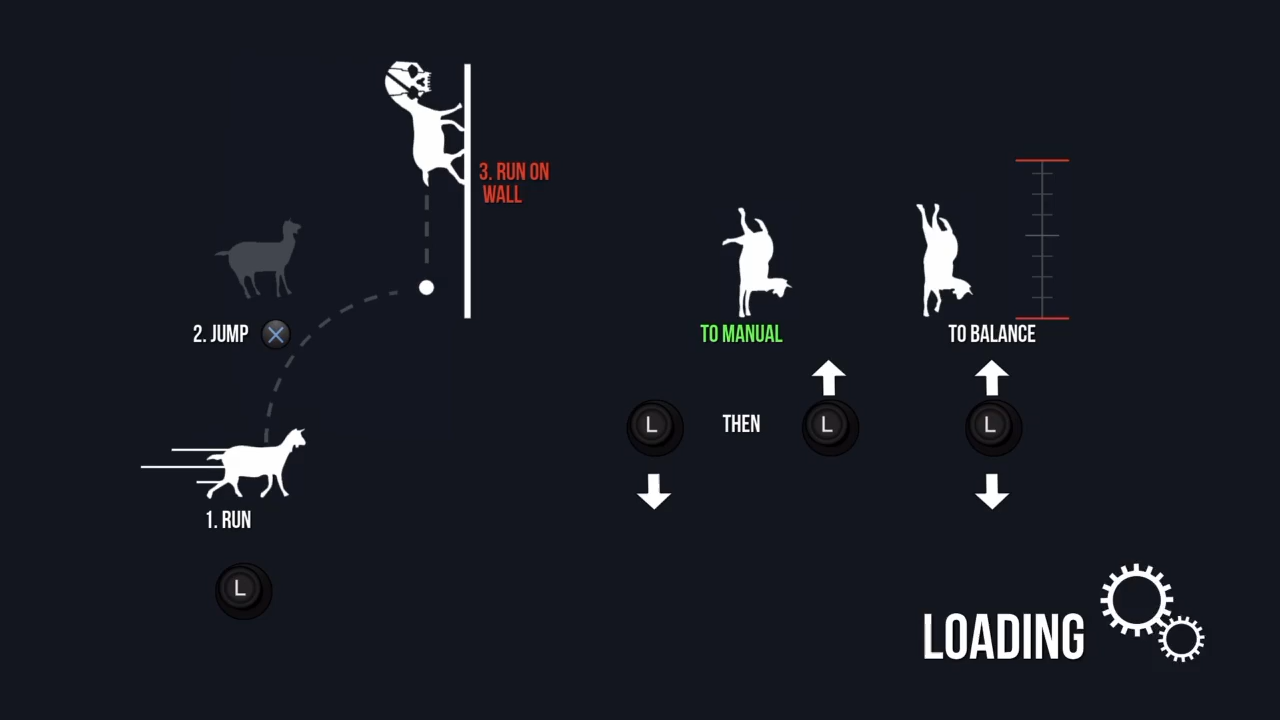 3. RUN ON
WALL
2. JUMP
1. RUN
L
TO MANUAL
TO BALANCE
L
THEN
L
L
LOADING